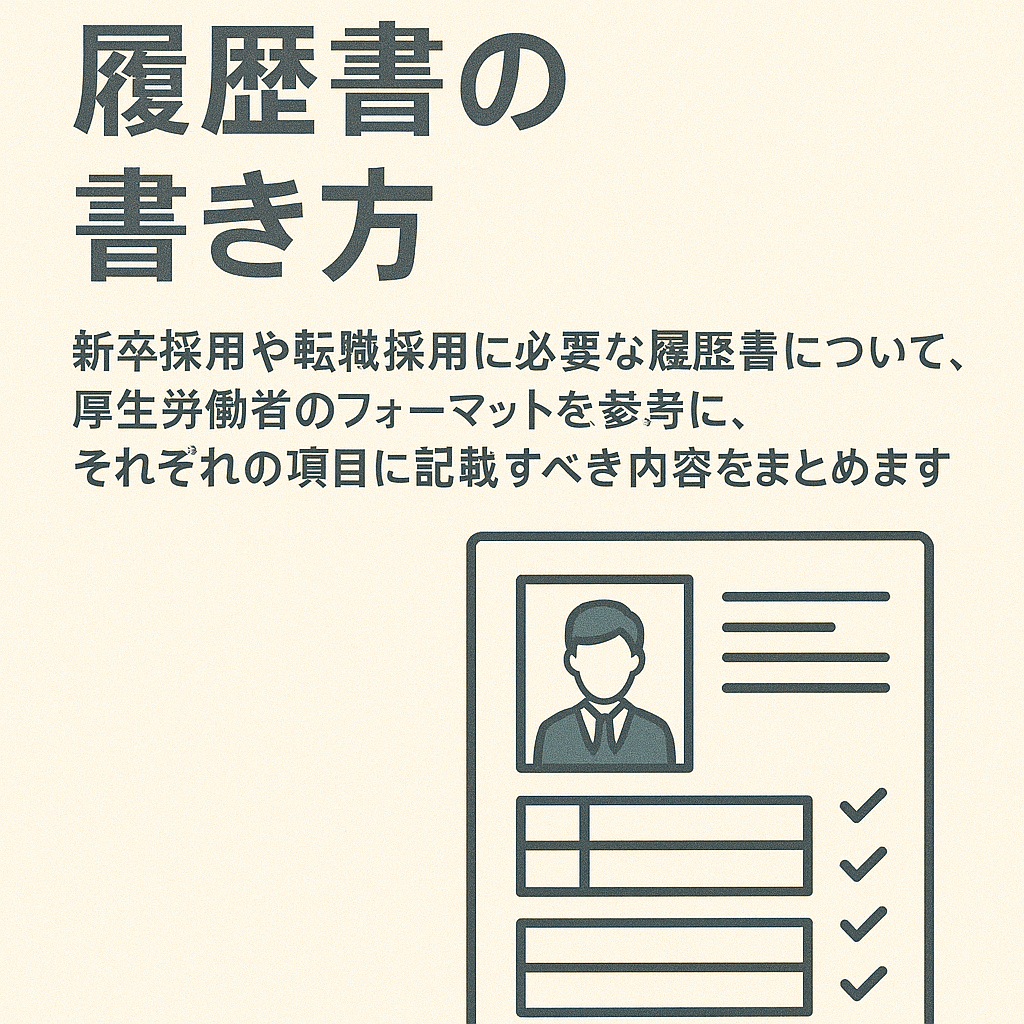 履歴書の
書き方
新卒採用や転職採用に必要な履歴書について、
厚生労働省のフォーマットを参考に、
それぞれの項目に記載すべき内容をまとめます